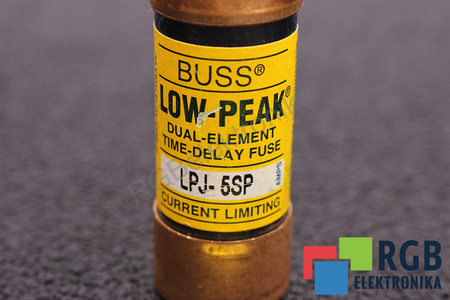 BUSS®
LOW-PEAK®
DUAL-ELEMENT
TIME-DELAY FUSE
LPJ-5SP
AMPS
CURRENT LIMITING
RGB
ELEKTRONIKA